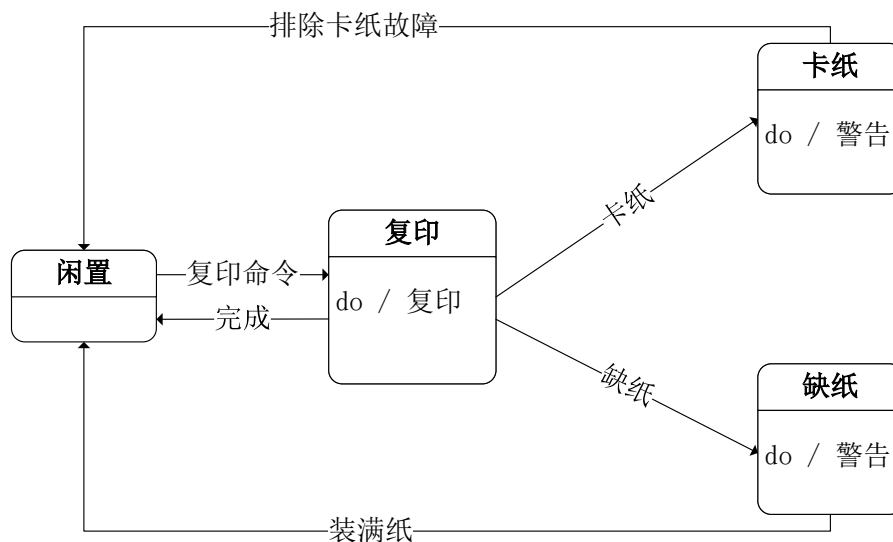 排除卡纸故障
卡纸
do / 警告
卡纸
复印
do / 复印
闲置
复印命令
完成
缺纸
缺纸
do / 警告
装满纸